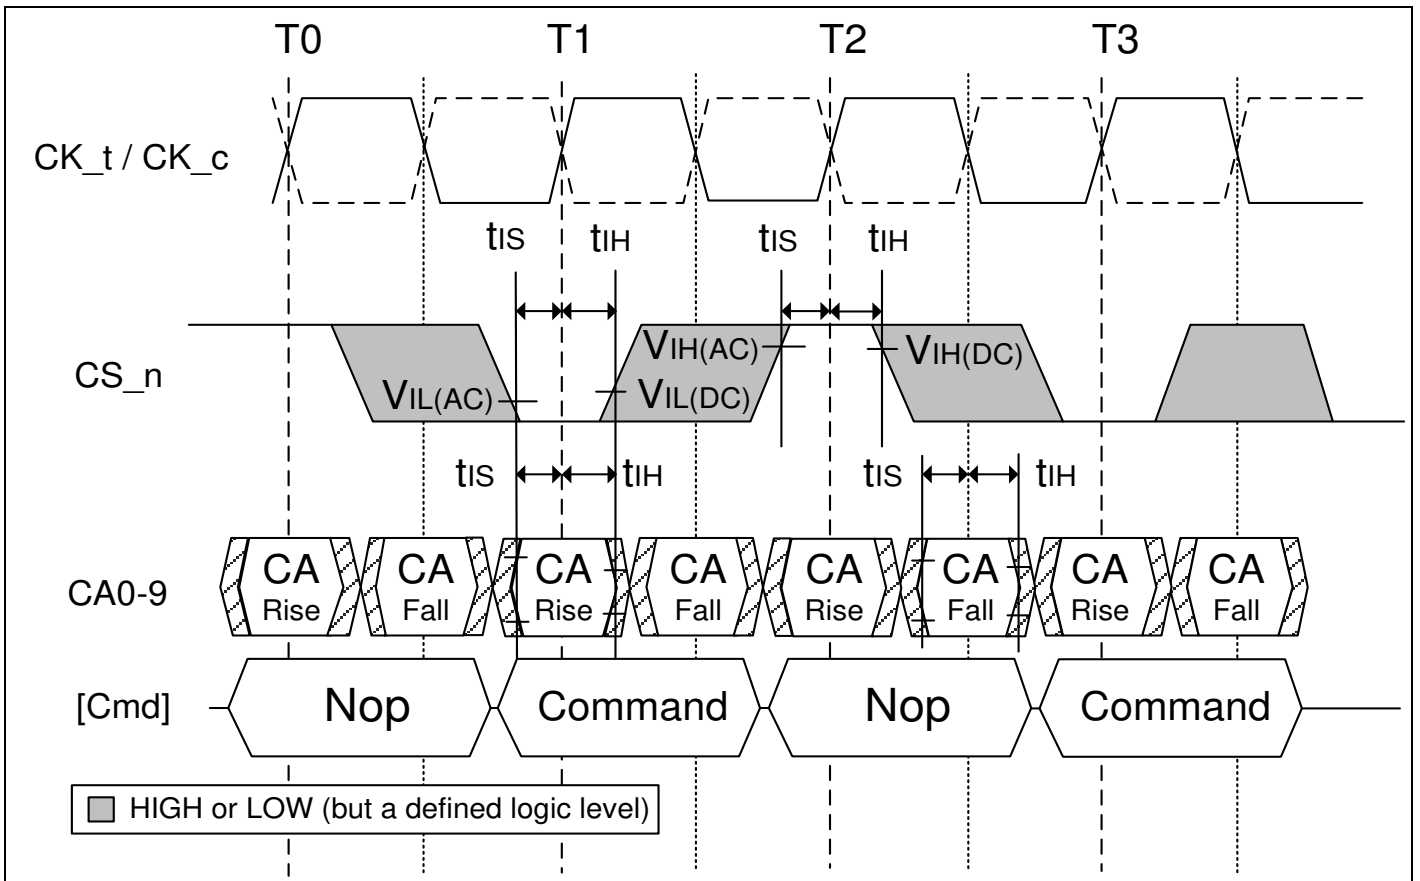 T0 T1 T2 T3
CK_t / CK_c
tIS tIH tIS tIH
CS_n
VIL(AC) VIH(AC) VIH(DC)
VIL(DC)
tIS tIH tIS tIH
CA0-9
CA CA CA CA CA CA CA CA
Rise Fall Rise Fall Rise Fall Rise Fall
[Cmd] Nop Command Nop Command
HIGH or LOW (but a defined logic level)